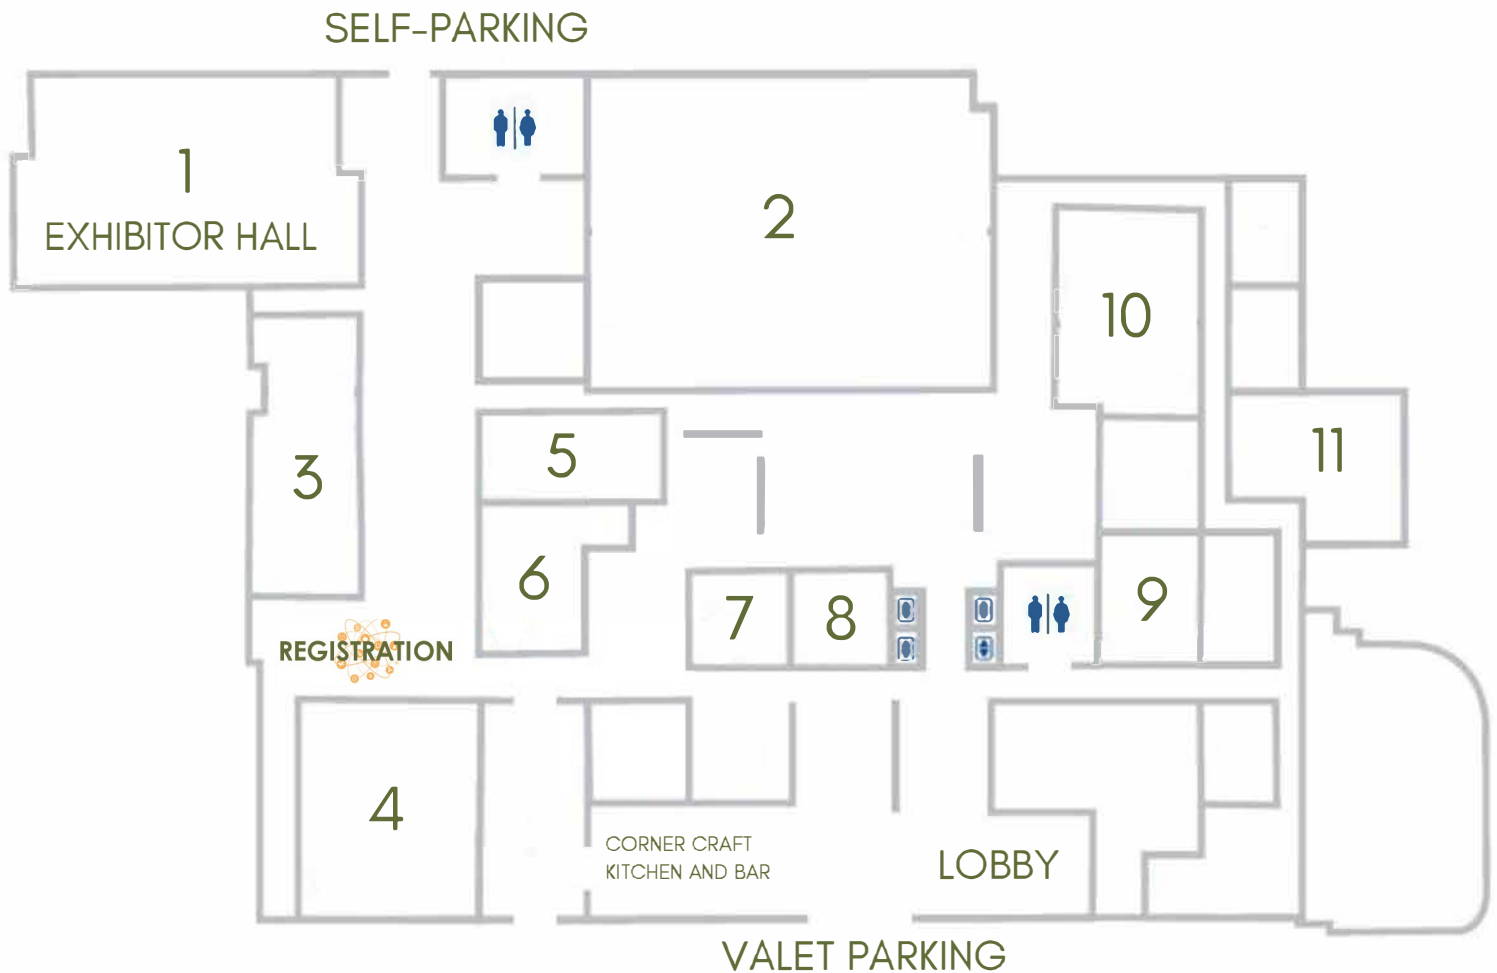 SELF-PARKING
1
EXHIBITOR HALL
2
10
3
5
11
6
7
8
9
REGISTRATION
4
CORNER CRAFT
KITCHEN AND BAR
LOBBY
VALET PARKING